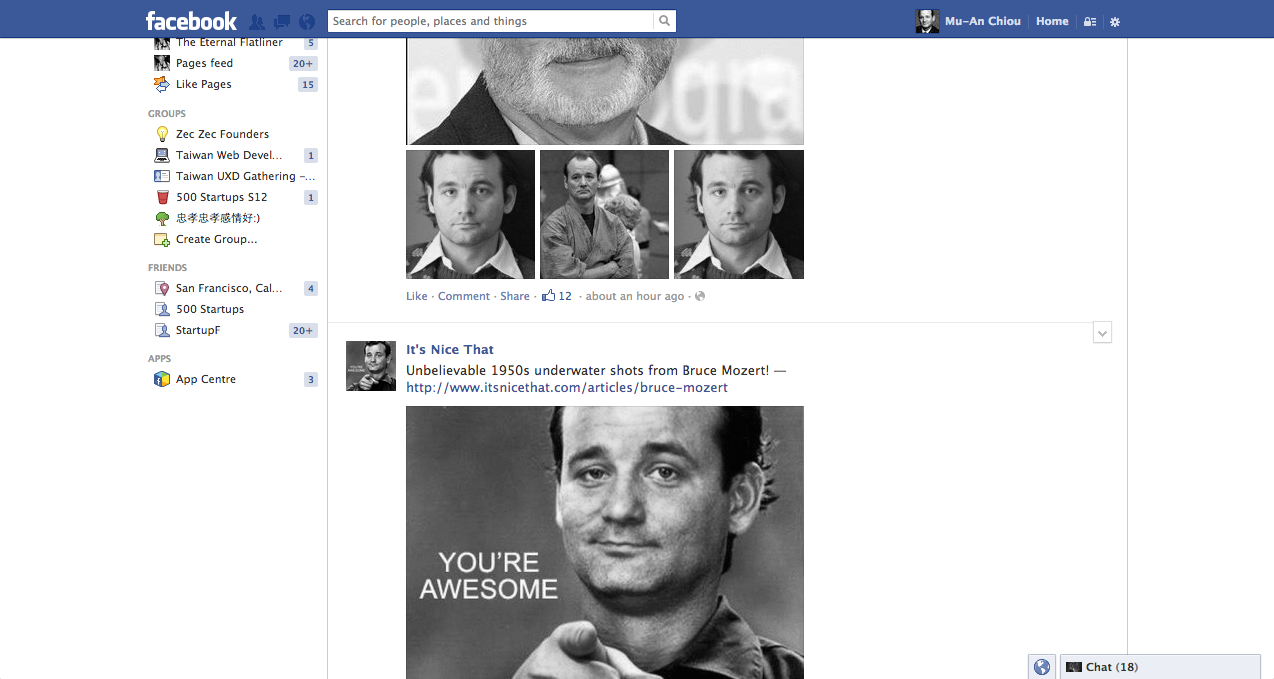 facebook
Search for people, places and things
Mu-An Chiou
Home
The Eternal Flatliner 5
Pages feed 20+
Like Pages 15
GROUPS
Zec Zec Founders
Taiwan Web Devel... 1
Taiwan UXD Gathering –...
500 Startups S12 1
忠孝忠孝感情好:)
Create Group...
FRIENDS
San Francisco, Cal... 4
500 Startups
StartupF 20+
APPS
App Centre 3
Like · Comment · Share · 12 · about an hour ago ·
It's Nice That
Unbelievable 1950s underwater shots from Bruce Mozert! —
http://www.itsnicethat.com/articles/bruce-mozert
YOU'RE
AWESOME
Chat (18)